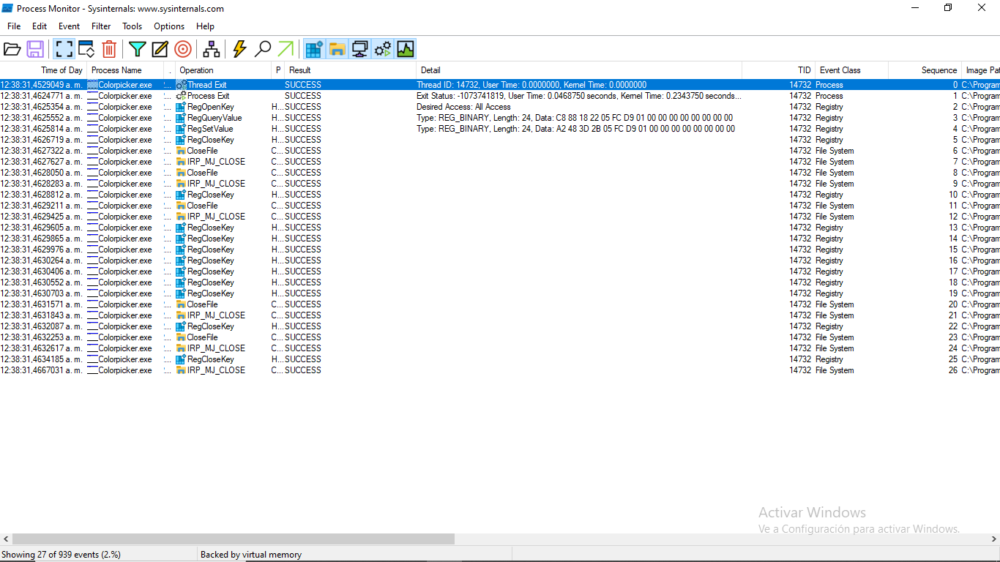 Process Monitor - Sysinternals: www.sysinternals.com
File Edit Event Filter Tools Options Help
Time of Day Process Name . Operation P Result Detail TID Event Class Sequence Image Pat
12:38:31,4529049 a. m. Colorpicker.exe ... Thread Exit SUCCESS Thread ID: 14732, User Time: 0.0000000, Kernel Time: 0.0000000 14732 Process 0 C:\Program
12:38:31,4624771 a. m. Colorpicker.exe ... Process Exit SUCCESS Exit Status: -1073741819, User Time: 0.0468750 seconds, Kernel Time: 0.2343750 seconds... 14732 Process 1 C:\Program
12:38:31,4625354 a. m. Colorpicker.exe ... RegOpenKey H... SUCCESS Desired Access: All Access 14732 Registry 2 C:\Program
12:38:31,4625552 a. m. Colorpicker.exe ... RegQueryValue H... SUCCESS Type: REG_BINARY, Length: 24, Data: C8 88 18 22 05 FC D9 01 00 00 00 00 00 00 00 00 14732 Registry 3 C:\Program
12:38:31,4625814 a. m. Colorpicker.exe ... RegSetValue H... SUCCESS Type: REG_BINARY, Length: 24, Data: A2 48 3D 2B 05 FC D9 01 00 00 00 00 00 00 00 00 14732 Registry 4 C:\Program
12:38:31,4626719 a. m. Colorpicker.exe ... RegCloseKey H... SUCCESS 14732 Registry 5 C:\Program
12:38:31,4627322 a. m. Colorpicker.exe ... CloseFile C... SUCCESS 14732 File System 6 C:\Program
12:38:31,4627627 a. m. Colorpicker.exe ... IRP_MJ_CLOSE C... SUCCESS 14732 File System 7 C:\Program
12:38:31,4628050 a. m. Colorpicker.exe ... CloseFile C... SUCCESS 14732 File System 8 C:\Program
12:38:31,4628283 a. m. Colorpicker.exe ... IRP_MJ_CLOSE C... SUCCESS 14732 File System 9 C:\Program
12:38:31,4628812 a. m. Colorpicker.exe ... RegCloseKey H... SUCCESS 14732 Registry 10 C:\Program
12:38:31,4629211 a. m. Colorpicker.exe ... CloseFile C... SUCCESS 14732 File System 11 C:\Program
12:38:31,4629425 a. m. Colorpicker.exe ... IRP_MJ_CLOSE C... SUCCESS 14732 File System 12 C:\Program
12:38:31,4629605 a. m. Colorpicker.exe ... RegCloseKey H... SUCCESS 14732 Registry 13 C:\Program
12:38:31,4629865 a. m. Colorpicker.exe ... RegCloseKey H... SUCCESS 14732 Registry 14 C:\Program
12:38:31,4629976 a. m. Colorpicker.exe ... RegCloseKey H... SUCCESS 14732 Registry 15 C:\Program
12:38:31,4630264 a. m. Colorpicker.exe ... RegCloseKey H... SUCCESS 14732 Registry 16 C:\Program
12:38:31,4630406 a. m. Colorpicker.exe ... RegCloseKey H... SUCCESS 14732 Registry 17 C:\Program
12:38:31,4630552 a. m. Colorpicker.exe ... RegCloseKey H... SUCCESS 14732 Registry 18 C:\Program
12:38:31,4630703 a. m. Colorpicker.exe ... RegCloseKey H... SUCCESS 14732 Registry 19 C:\Program
12:38:31,4631571 a. m. Colorpicker.exe ... CloseFile C... SUCCESS 14732 File System 20 C:\Program
12:38:31,4631843 a. m. Colorpicker.exe ... IRP_MJ_CLOSE C... SUCCESS 14732 File System 21 C:\Program
12:38:31,4632087 a. m. Colorpicker.exe ... RegCloseKey H... SUCCESS 14732 Registry 22 C:\Program
12:38:31,4632253 a. m. Colorpicker.exe ... CloseFile C... SUCCESS 14732 File System 23 C:\Program
12:38:31,4632617 a. m. Colorpicker.exe ... IRP_MJ_CLOSE C... SUCCESS 14732 File System 24 C:\Program
12:38:31,4634185 a. m. Colorpicker.exe ... RegCloseKey H... SUCCESS 14732 Registry 25 C:\Program
12:38:31,4667031 a. m. Colorpicker.exe ... IRP_MJ_CLOSE C... SUCCESS 14732 File System 26 C:\Program
Activar Windows
Ve a Configuración para activar Windows.
Showing 27 of 939 events (2.%) Backed by virtual memory